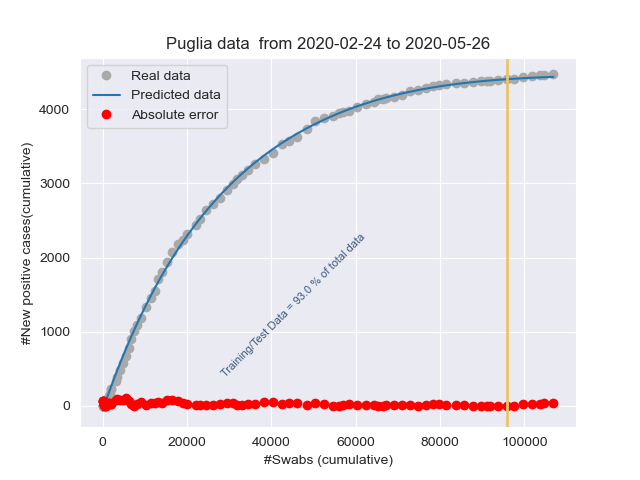 Puglia data  from 2020-02-24 to 2020-05-26
Real data
Predicted data
Absolute error
#New positive cases(cumulative)
4000
3000
2000
1000
0
Training/Test Data = 93.0 % of total data
0
20000
40000
60000
80000
100000
#Swabs (cumulative)